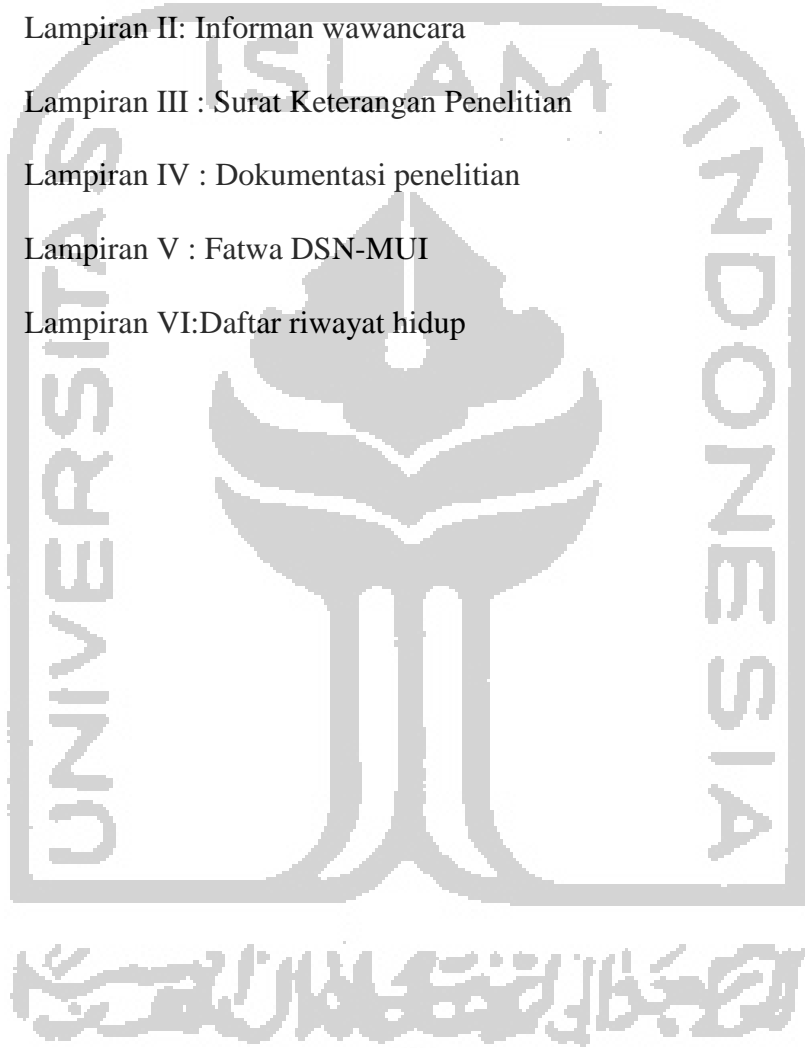 Lampiran II: Informan wawancara
Lampiran III : Surat Keterangan Penelitian
Lampiran IV : Dokumentasi penelitian
Lampiran V : Fatwa DSN-MUI
Lampiran VI:Daftar riwayat hidup
UNIVERSITAS ISLAM INDONESIA